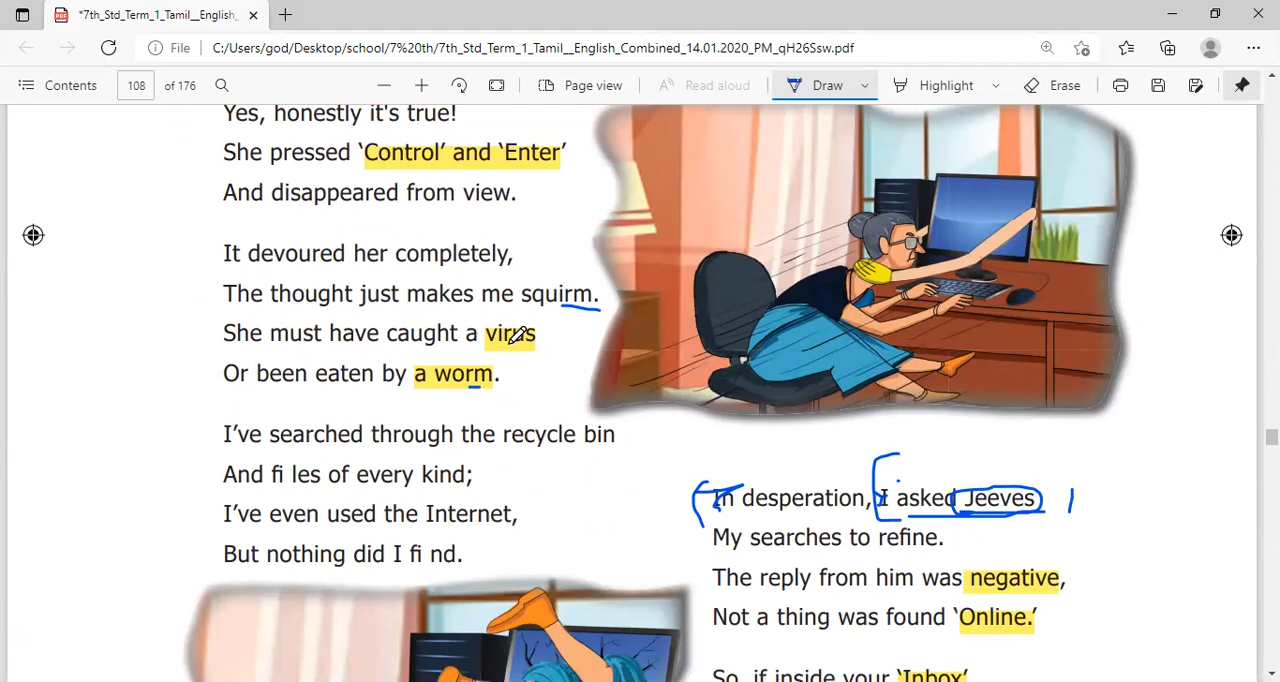 *7th_Std_Term_1_Tamil__English_
File C:/Users/god/Desktop/school/7%20th/7th_Std_Term_1_Tamil__English_Combined_14.01.2020_PM_qH26Ssw.pdf
Contents 108 of 176 Page view Read aloud Draw Highlight Erase
Yes, honestly it's true!
She pressed ‘Control’ and ‘Enter’
And disappeared from view.
It devoured her completely,
The thought just makes me squirm.
She must have caught a virus
Or been eaten by a worm.
I’ve searched through the recycle bin
And fi les of every kind;
I’ve even used the Internet,
But nothing did I fi nd.
In desperation, I asked Jeeves
My searches to refine.
The reply from him was negative,
Not a thing was found ‘Online.’
So, if inside your ‘Inbox’